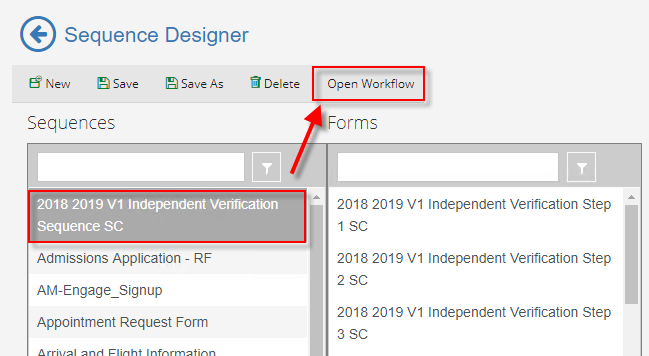 Sequence Designer
New Save Save As Delete Open Workflow
Sequences Forms
2018 2019 V1 Independent Verification
Sequence SC
Admissions Application - RF
AM-Engage_Signup
Appointment Request Form
Arrival and Flight Information
2018 2019 V1 Independent Verification Step
1 SC
2018 2019 V1 Independent Verification Step
2 SC
2018 2019 V1 Independent Verification Step
3 SC